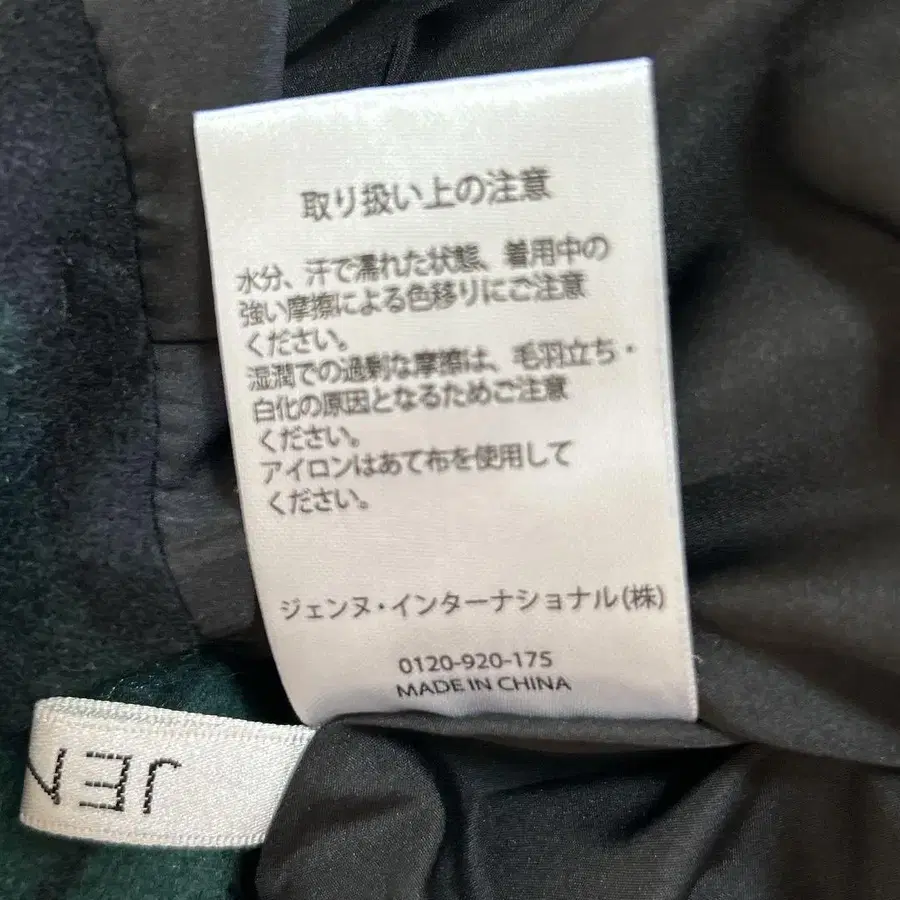 取り扱い上の注意
水分、汗で濡れた状態、着用中の
強い摩擦による色移りにご注意
ください。
湿潤での過剰な摩擦は、毛羽立ち・
白化の原因となるためご注意
ください。
アイロンはあて布を使用して
ください。
ジェンヌ・インターナショナル(株)
0120-920-175
MADE IN CHINA
JEN